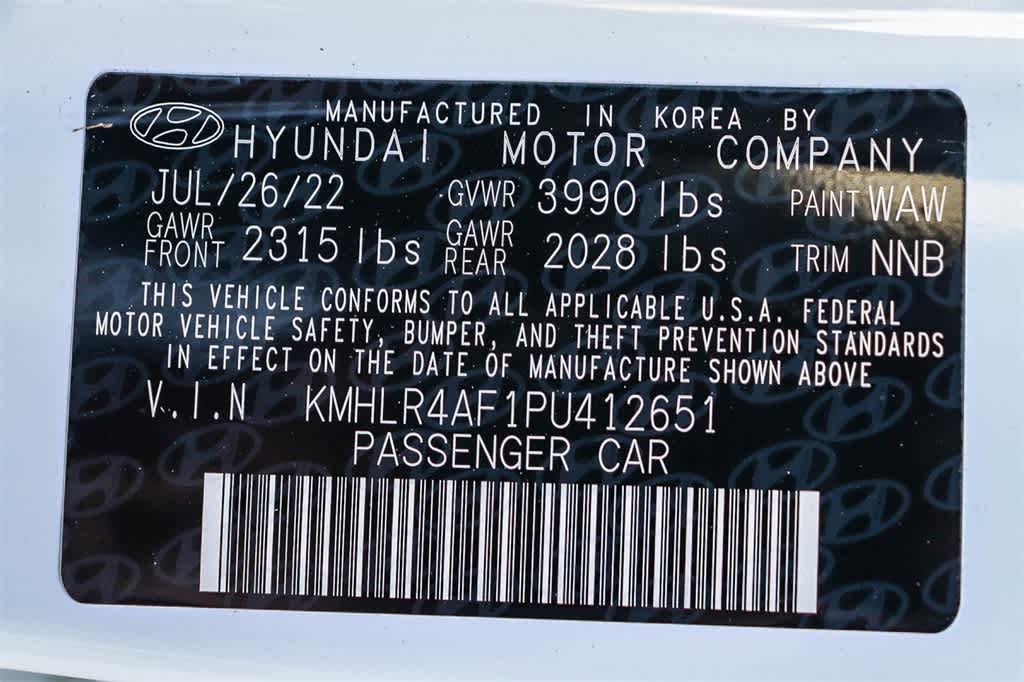 MANUFACTURED IN KOREA BY
HYUNDAI MOTOR COMPANY
JUL/26/22 GVWR 3990 lbs PAINT WAW
GAWR FRONT 2315 lbs GAWR REAR 2028 lbs TRIM NNB
THIS VEHICLE CONFORMS TO ALL APPLICABLE U.S.A. FEDERAL
MOTOR VEHICLE SAFETY, BUMPER, AND THEFT PREVENTION STANDARDS
IN EFFECT ON THE DATE OF MANUFACTURE SHOWN ABOVE
V.I.N KMHLR4AF1PU412651
PASSENGER CAR